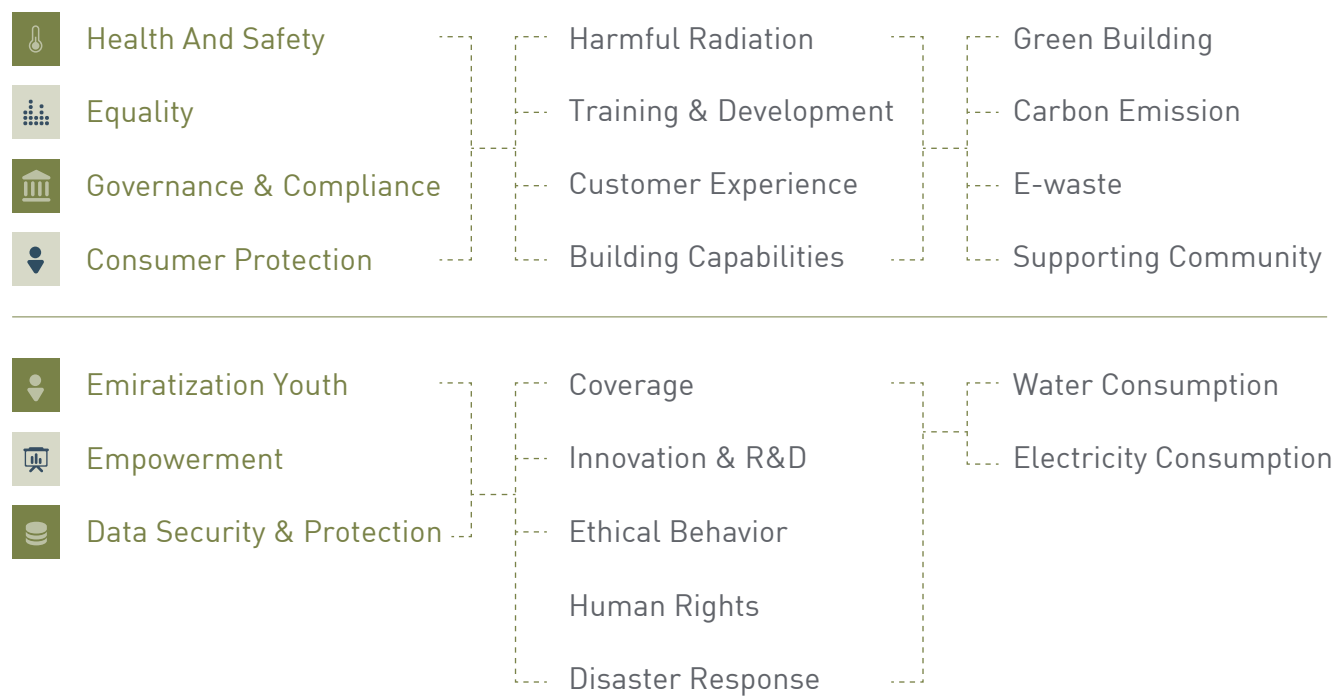 Health And Safety
Equality
Governance & Compliance
Consumer Protection
Harmful Radiation
Training & Development
Customer Experience
Building Capabilities
Green Building
Carbon Emission
E-waste
Supporting Community
Emiratization Youth
Empowerment
Data Security & Protection
Coverage
Innovation & R&D
Ethical Behavior
Human Rights
Disaster Response
Water Consumption
Electricity Consumption